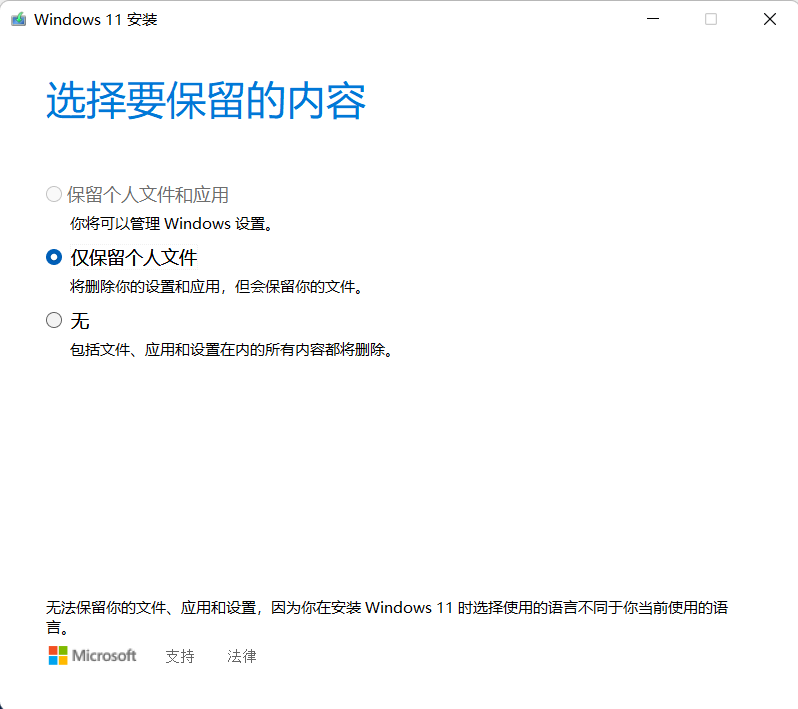 Windows 11 安装
选择要保留的内容
保留个人文件和应用
你将可以管理 Windows 设置。
仅保留个人文件
将删除你的设置和应用，但会保留你的文件。
无
包括文件、应用和设置在内的所有内容都将删除。
无法保留你的文件、应用和设置，因为你在安装 Windows 11 时选择使用的语言不同于你当前使用的语
言。
Microsoft 支持 法律